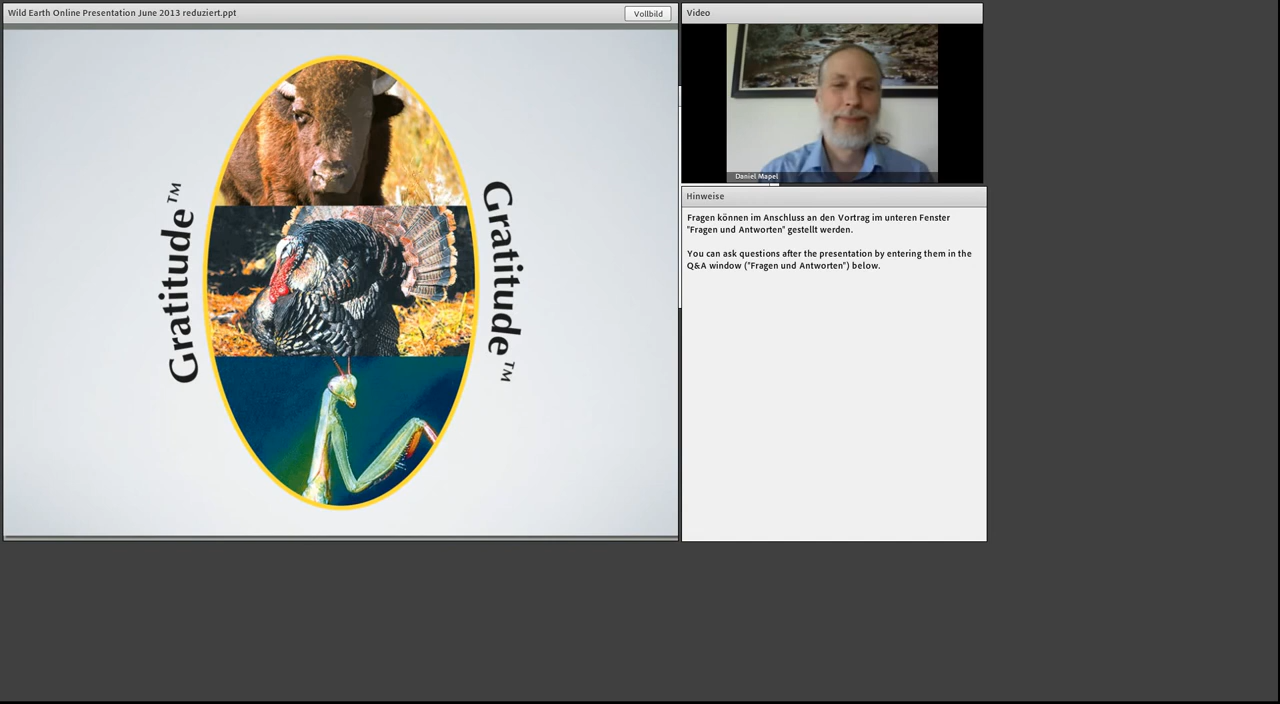 Wild Earth Online Presentation June 2013 reduziert.ppt
Vollbild
Gratitude™
Gratitude™
Video
Daniel Mapel
Hinweise
Fragen können im Anschluss an den Vortrag im unteren Fenster
"Fragen und Antworten" gestellt werden.
You can ask questions after the presentation by entering them in the
Q&A window ("Fragen und Antworten") below.